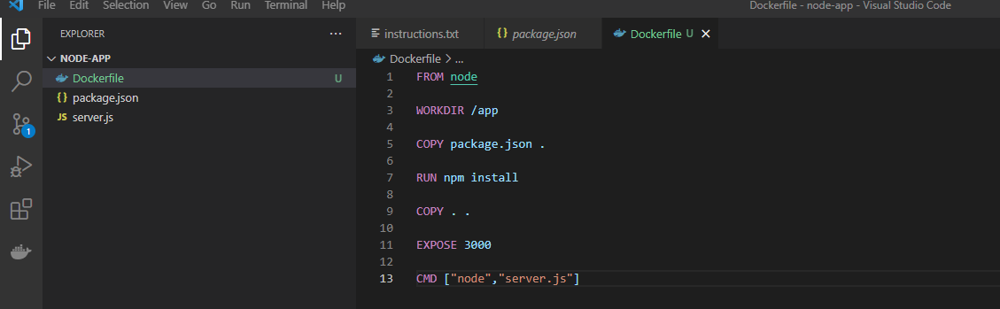 File Edit Selection View Go Run Terminal Help Dockerfile - node-app - Visual Studio Code
EXPLORER ...
NODE-APP
Dockerfile U
{} package.json
JS server.js
1
instructions.txt {} package.json Dockerfile U
Dockerfile > ...
1 FROM node
2
3 WORKDIR /app
4
5 COPY package.json .
6
7 RUN npm install
8
9 COPY . .
10
11 EXPOSE 3000
12
13 CMD ["node","server.js"]